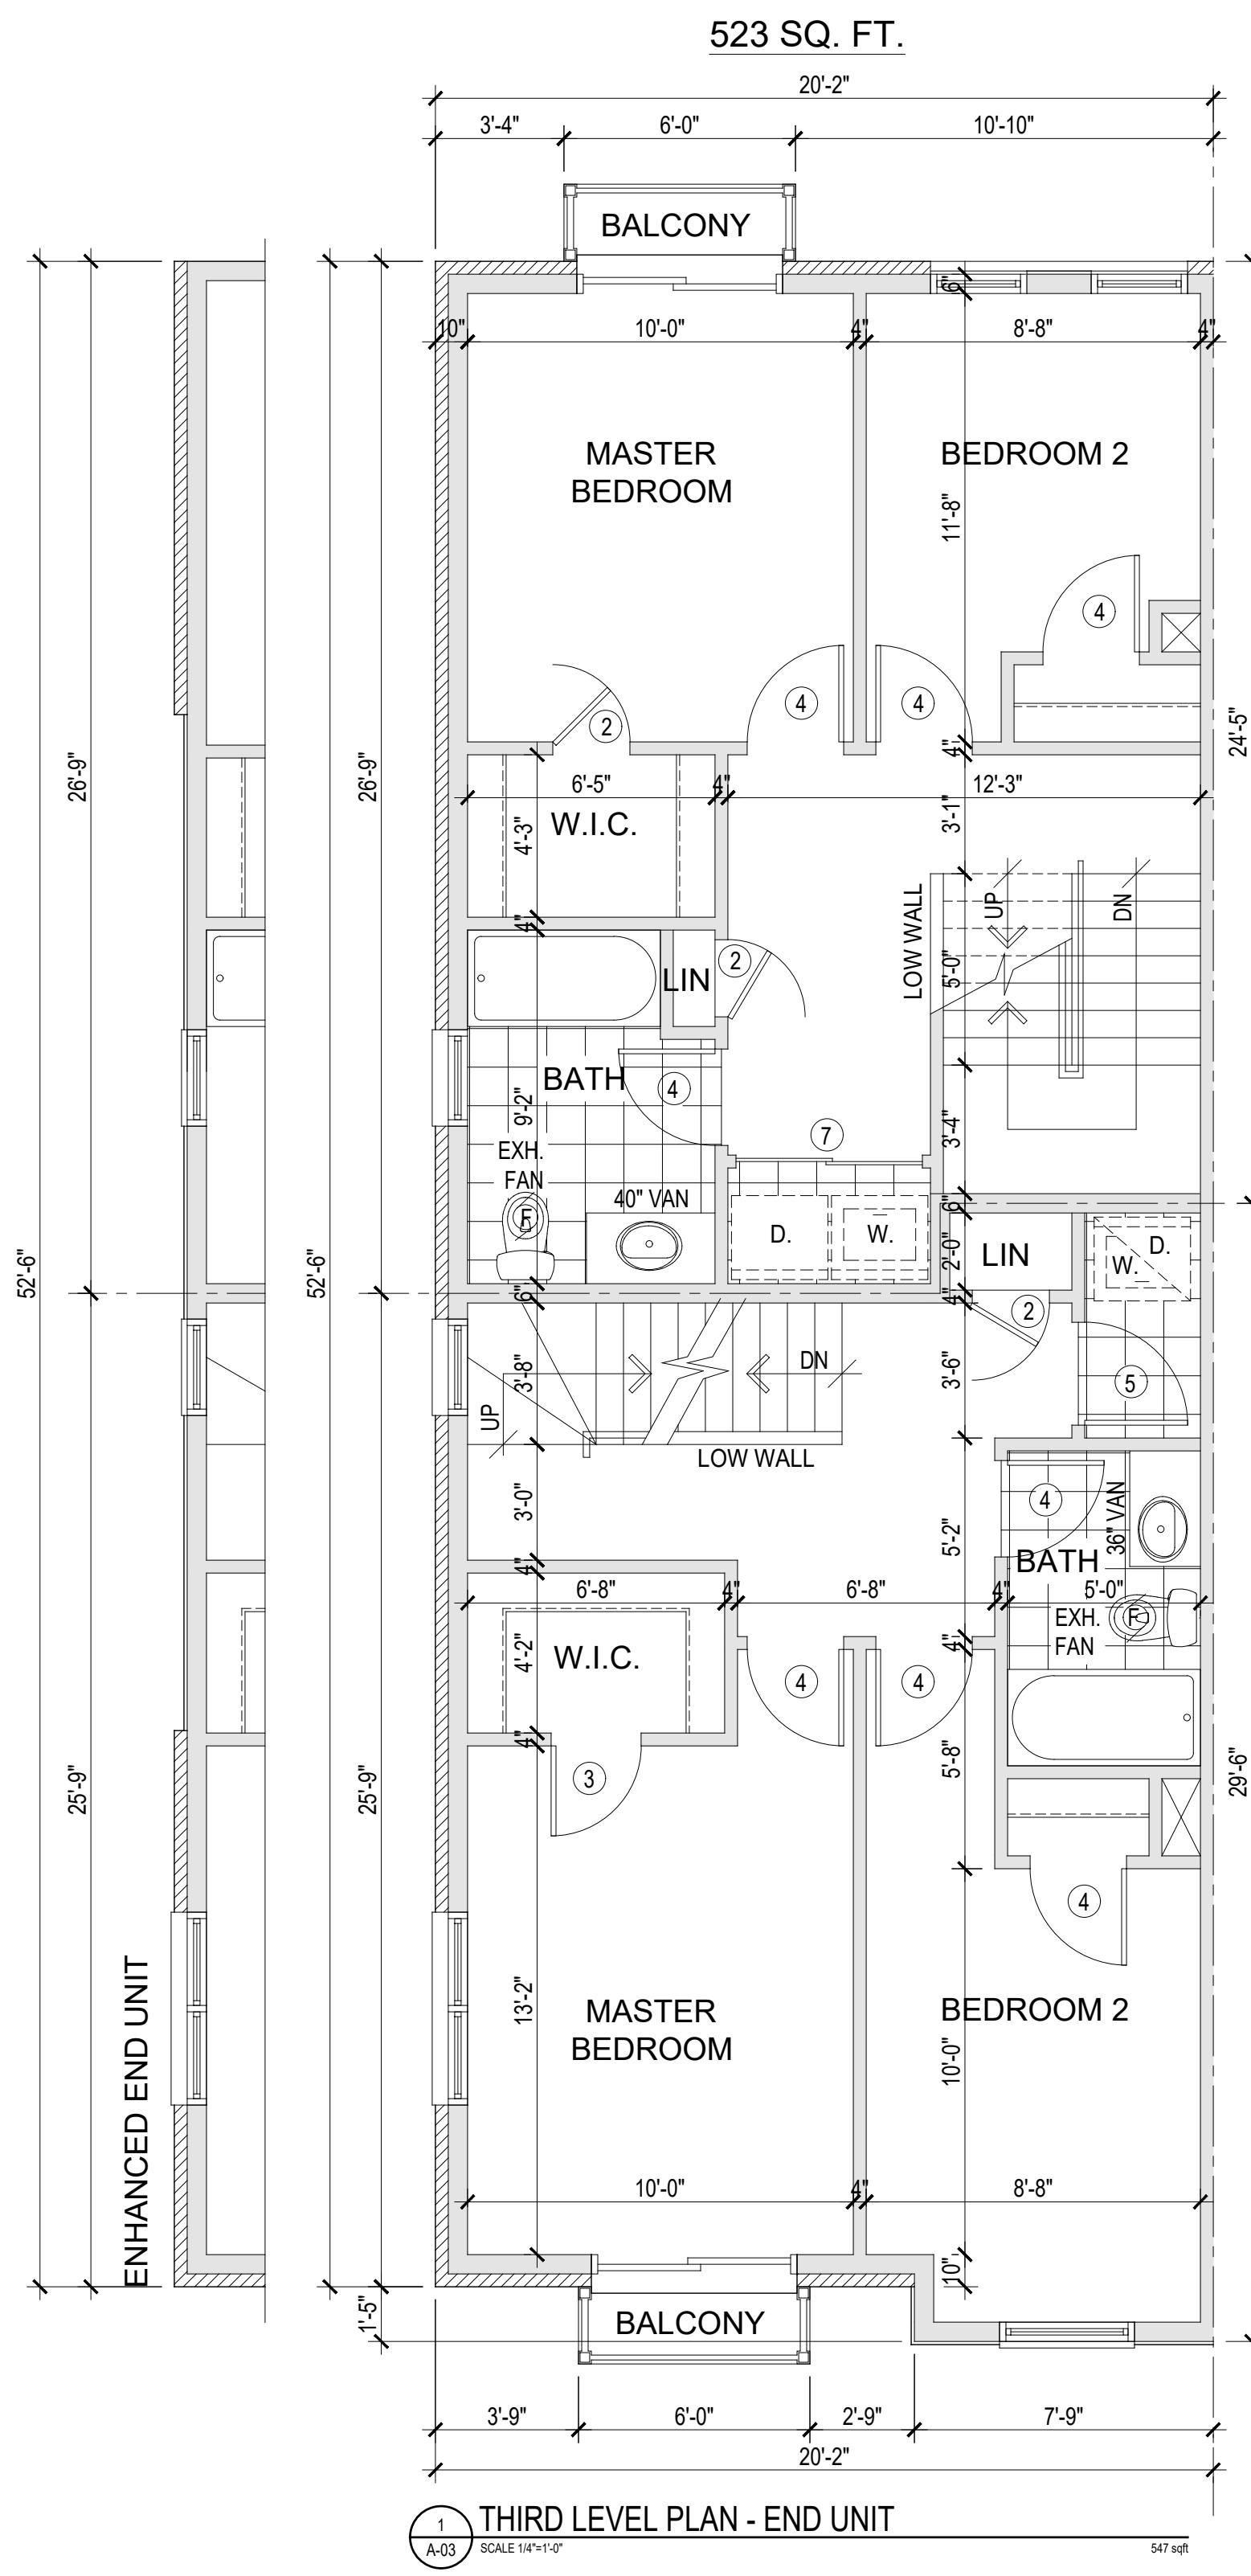 523 SQ. FT.
20'-2"
3'-4"
6'-0"
10'-10"
BALCONY
6"
10"
10'-0"
4"
8'-8"
4"
MASTER
BEDROOM
BEDROOM 2
11'-8"
4
2
4
4
24'-5"
26'-9"
26'-9"
4"
6'-5"
4"
12'-3"
3'-1"
W.I.C.
4'-3"
4"
LOW WALL
UP
DN
5'-0"
LIN
2
BATH
4
9'-2"
EXH.
FAN
F
40" VAN
7
3'-4"
D.
W.
6"
2'-0"
LIN
W.
D.
52'-6"
52'-6"
6"
4"
2
3'-8"
DN
3'-6"
5
UP
LOW WALL
3'-0"
4
36" VAN
5'-2"
BATH
4"
6'-8"
4"
6'-8"
4"
5'-0"
EXH.
FAN
F
4'-2"
W.I.C.
4"
4
4
4"
3
5'-8"
25'-9"
25'-9"
29'-6"
4
ENHANCED END UNIT
13'-2"
MASTER
BEDROOM
BEDROOM 2
10'-0"
10'-0"
4"
8'-8"
10"
1'-5"
BALCONY
3'-9"
6'-0"
2'-9"
7'-9"
20'-2"
1
A-03
THIRD LEVEL PLAN - END UNIT
SCALE 1/4"=1'-0"
547 sqft